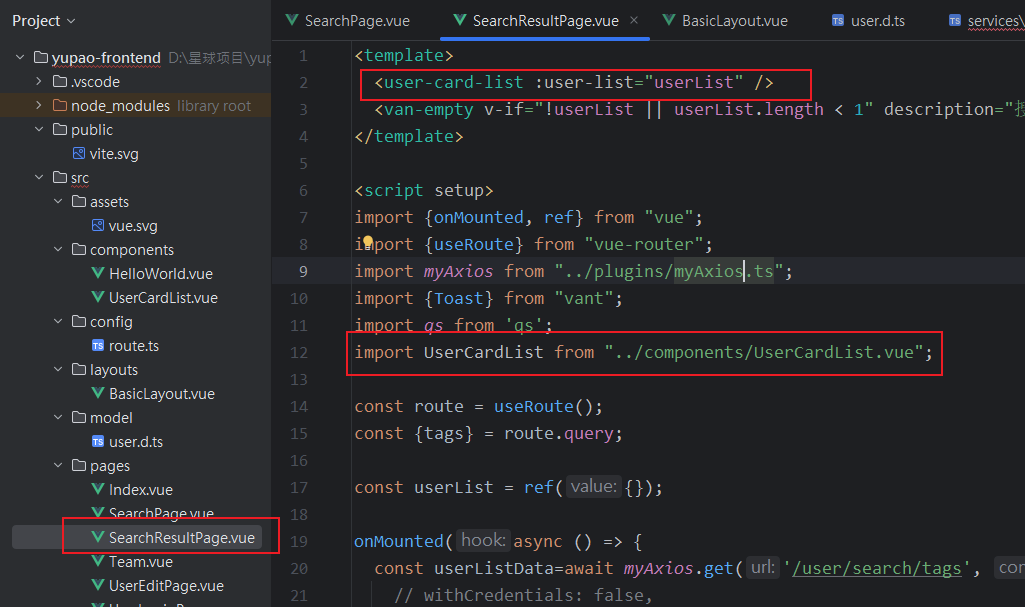 Project
yupao-frontend D:\星球项目\yup
.vscode
node_modules library root
public
vite.svg
src
assets
vue.svg
components
HelloWorld.vue
UserCardList.vue
config
TS route.ts
layouts
BasicLayout.vue
model
TS user.d.ts
pages
Index.vue
SearchPage.vue
SearchResultPage.vue
Team.vue
UserEditPage.vue
SearchPage.vue SearchResultPage.vue × BasicLayout.vue TS user.d.ts TS services\
1 <template>
2 <user-card-list :user-list="userList" />
3 <van-empty v-if="!userList || userList.length < 1" description="搜
4 </template>
5
6 <script setup>
7 import {onMounted, ref} from "vue";
8 import {useRoute} from "vue-router";
9 import myAxios from "../plugins/myAxios.ts";
10 import {Toast} from "vant";
11 import qs from 'qs';
12 import UserCardList from "../components/UserCardList.vue";
13
14 const route = useRoute();
15 const {tags} = route.query;
16
17 const userList = ref( value: {});
18
19 onMounted( hook: async () => {
20 const userListData=await myAxios.get( url: '/user/search/tags', con
21 // withCredentials: false,